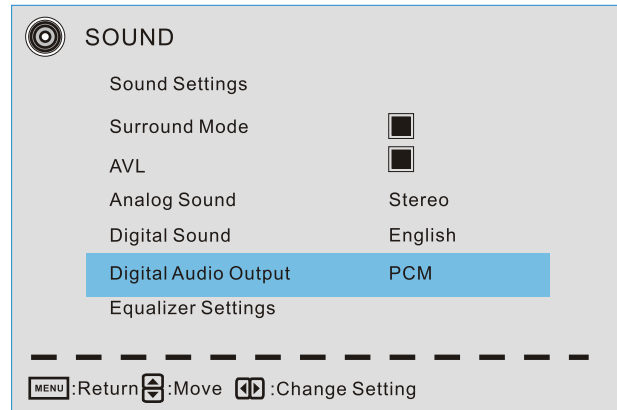 SOUND
Sound Settings
Surround Mode
AVL
Analog Sound Stereo
Digital Sound English
Digital Audio Output PCM
Equalizer Settings
MENU :Return :Move :Change Setting